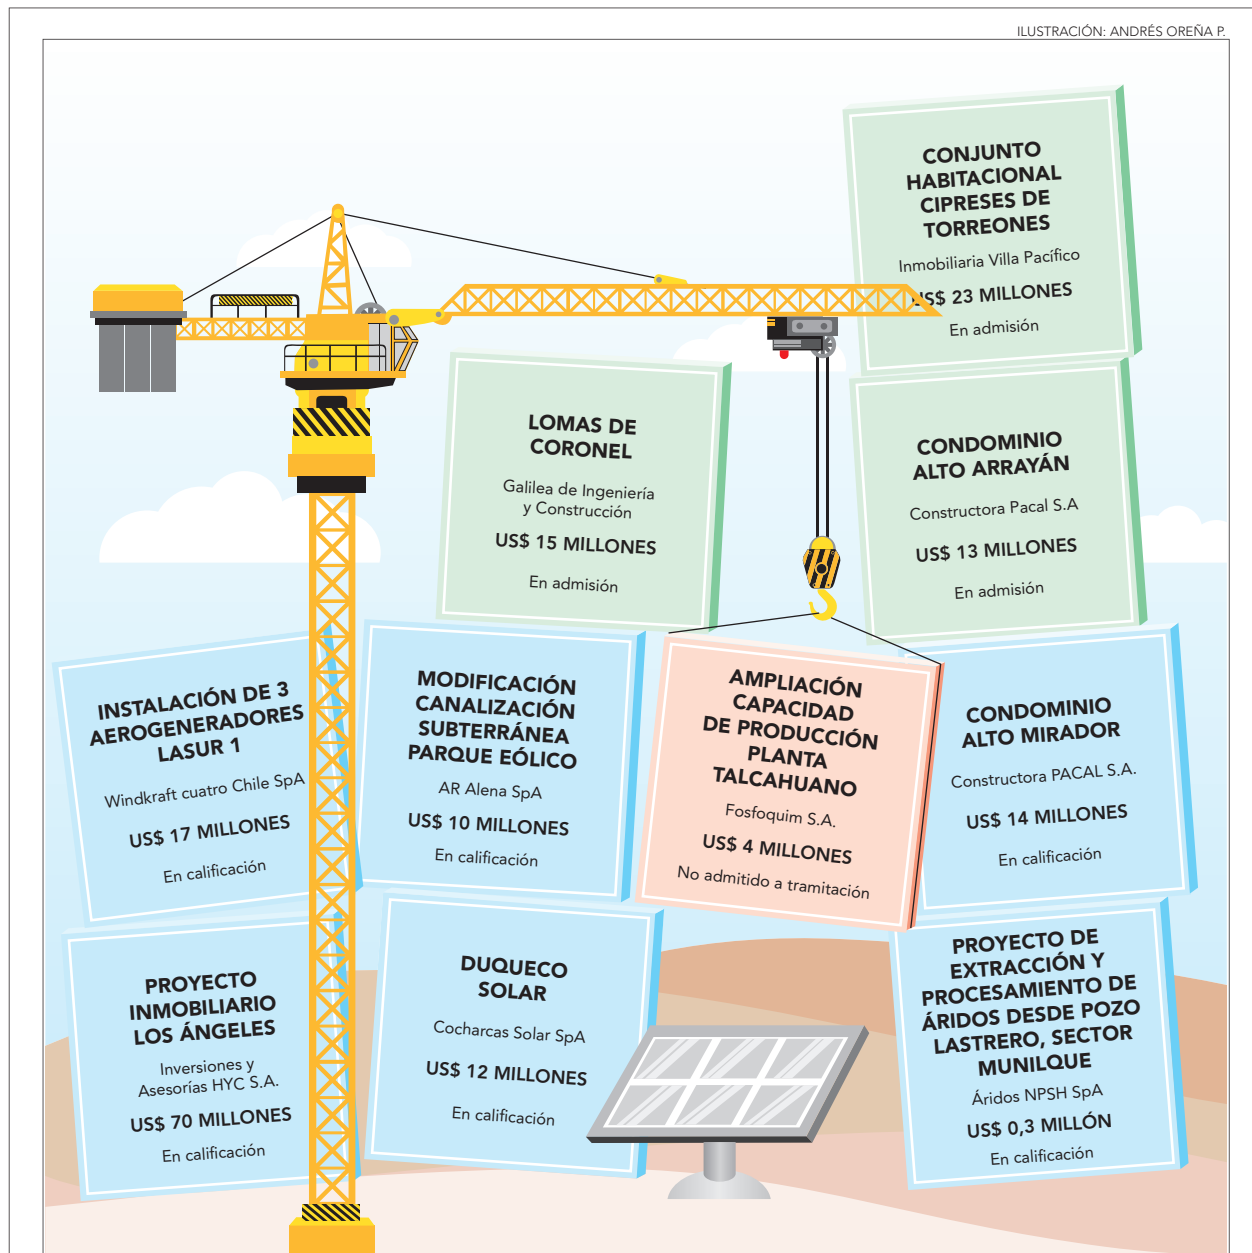 ILUSTRACIÓN: ANDRÉS OREÑA P.
CONJUNTO
HABITACIONAL
CIPRESES DE
TORREONES
Inmobiliaria Villa Pacífico
US$ 23 MILLONES
En admisión
LOMAS DE
CORONEL
Galilea de Ingeniería
y Construcción
US$ 15 MILLONES
En admisión
CONDOMINIO
ALTO ARRAYÁN
Constructora Pacal S.A
US$ 13 MILLONES
En admisión
INSTALACIÓN DE 3
AEROGENERADORES
LASUR 1
Windkraft cuatro Chile SpA
US$ 17 MILLONES
En calificación
MODIFICACIÓN
CANALIZACIÓN
SUBTERRÁNEA
PARQUE EÓLICO
AR Alena SpA
US$ 10 MILLONES
En calificación
AMPLIACIÓN
CAPACIDAD
DE PRODUCCIÓN
PLANTA
TALCAHUANO
Fosfoquim S.A.
US$ 4 MILLONES
No admitido a tramitación
CONDOMINIO
ALTO MIRADOR
Constructora PACAL S.A.
US$ 14 MILLONES
En calificación
PROYECTO
INMOBILIARIO
LOS ÁNGELES
Inversiones y
Asesorías HYC S.A.
US$ 70 MILLONES
En calificación
DUQUECO
SOLAR
Cocharcas Solar SpA
US$ 12 MILLONES
En calificación
PROYECTO DE
EXTRACCIÓN Y
PROCESAMIENTO DE
ÁRIDOS DESDE POZO
LASTRERO, SECTOR
MUNILQUE
Áridos NPSH SpA
US$ 0,3 MILLÓN
En calificación